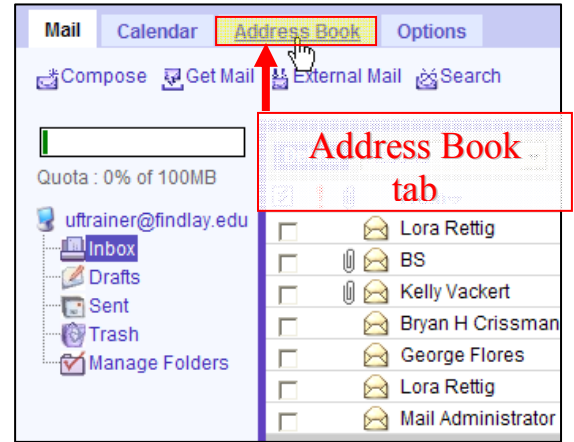 Mail Calendar Address Book Options
Compose Get Mail External Mail Search
Address Book
tab
Quota : 0% of 100MB
uftrainer@findlay.edu
Inbox
Drafts
Sent
Trash
Manage Folders
Lora Rettig
BS
Kelly Vackert
Bryan H Crissman
George Flores
Lora Rettig
Mail Administrator